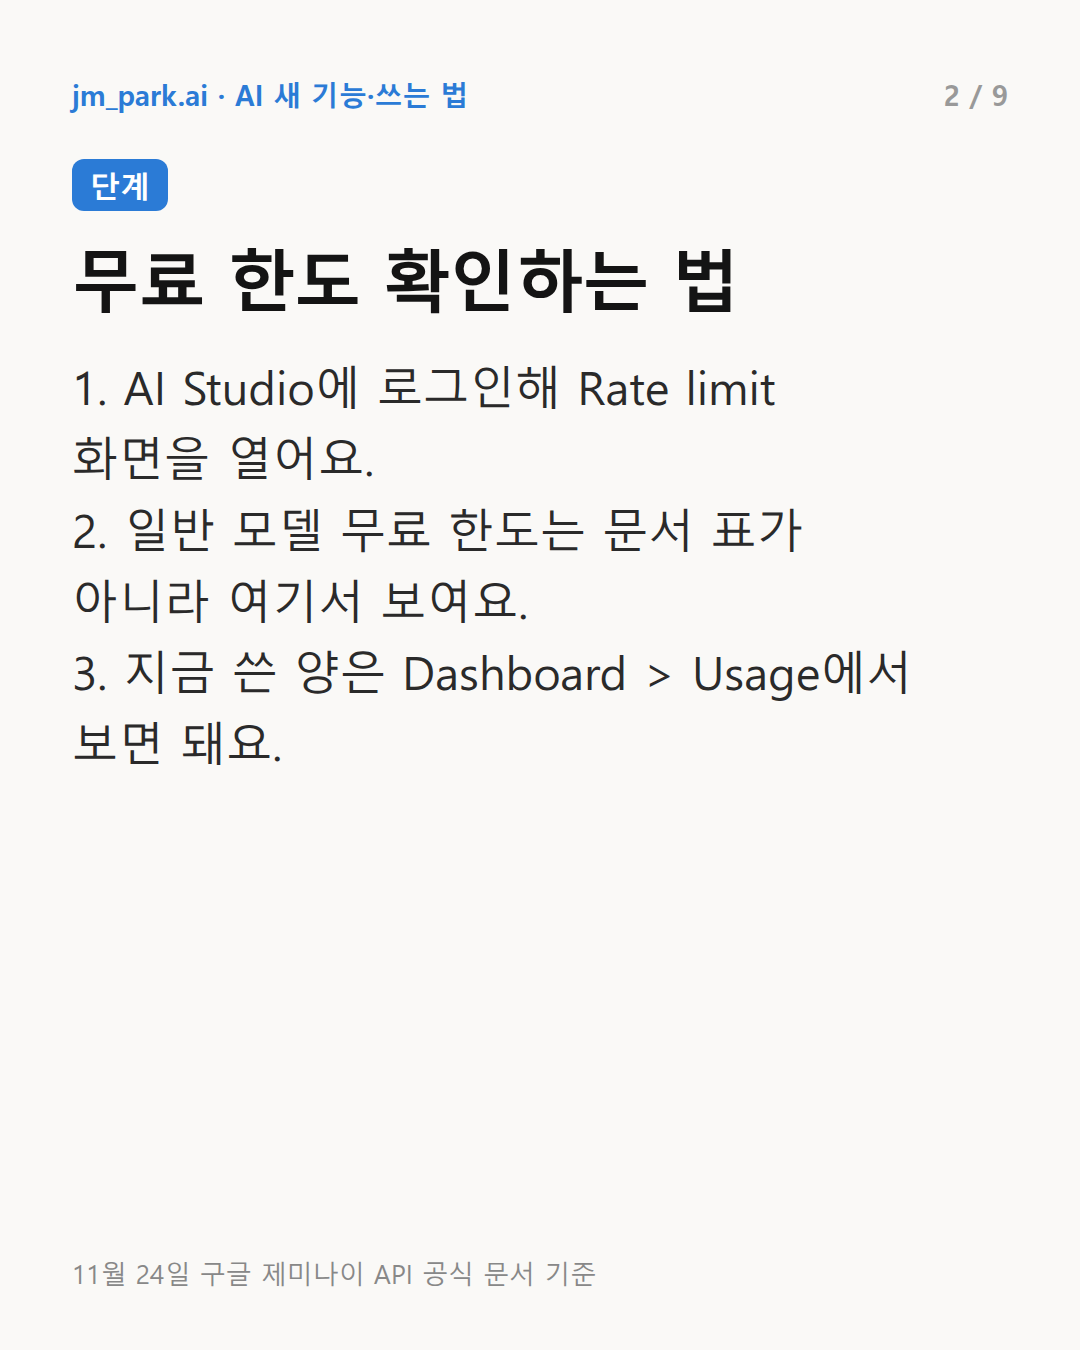 jm_park.ai · AI 새 기능·쓰는 법
2 / 9
단계
무료 한도 확인하는 법
1. AI Studio에 로그인해 Rate limit
화면을 열어요.
2. 일반 모델 무료 한도는 문서 표가
아니라 여기서 보여요.
3. 지금 쓴 양은 Dashboard > Usage에서
보면 돼요.
11월 24일 구글 제미나이 API 공식 문서 기준